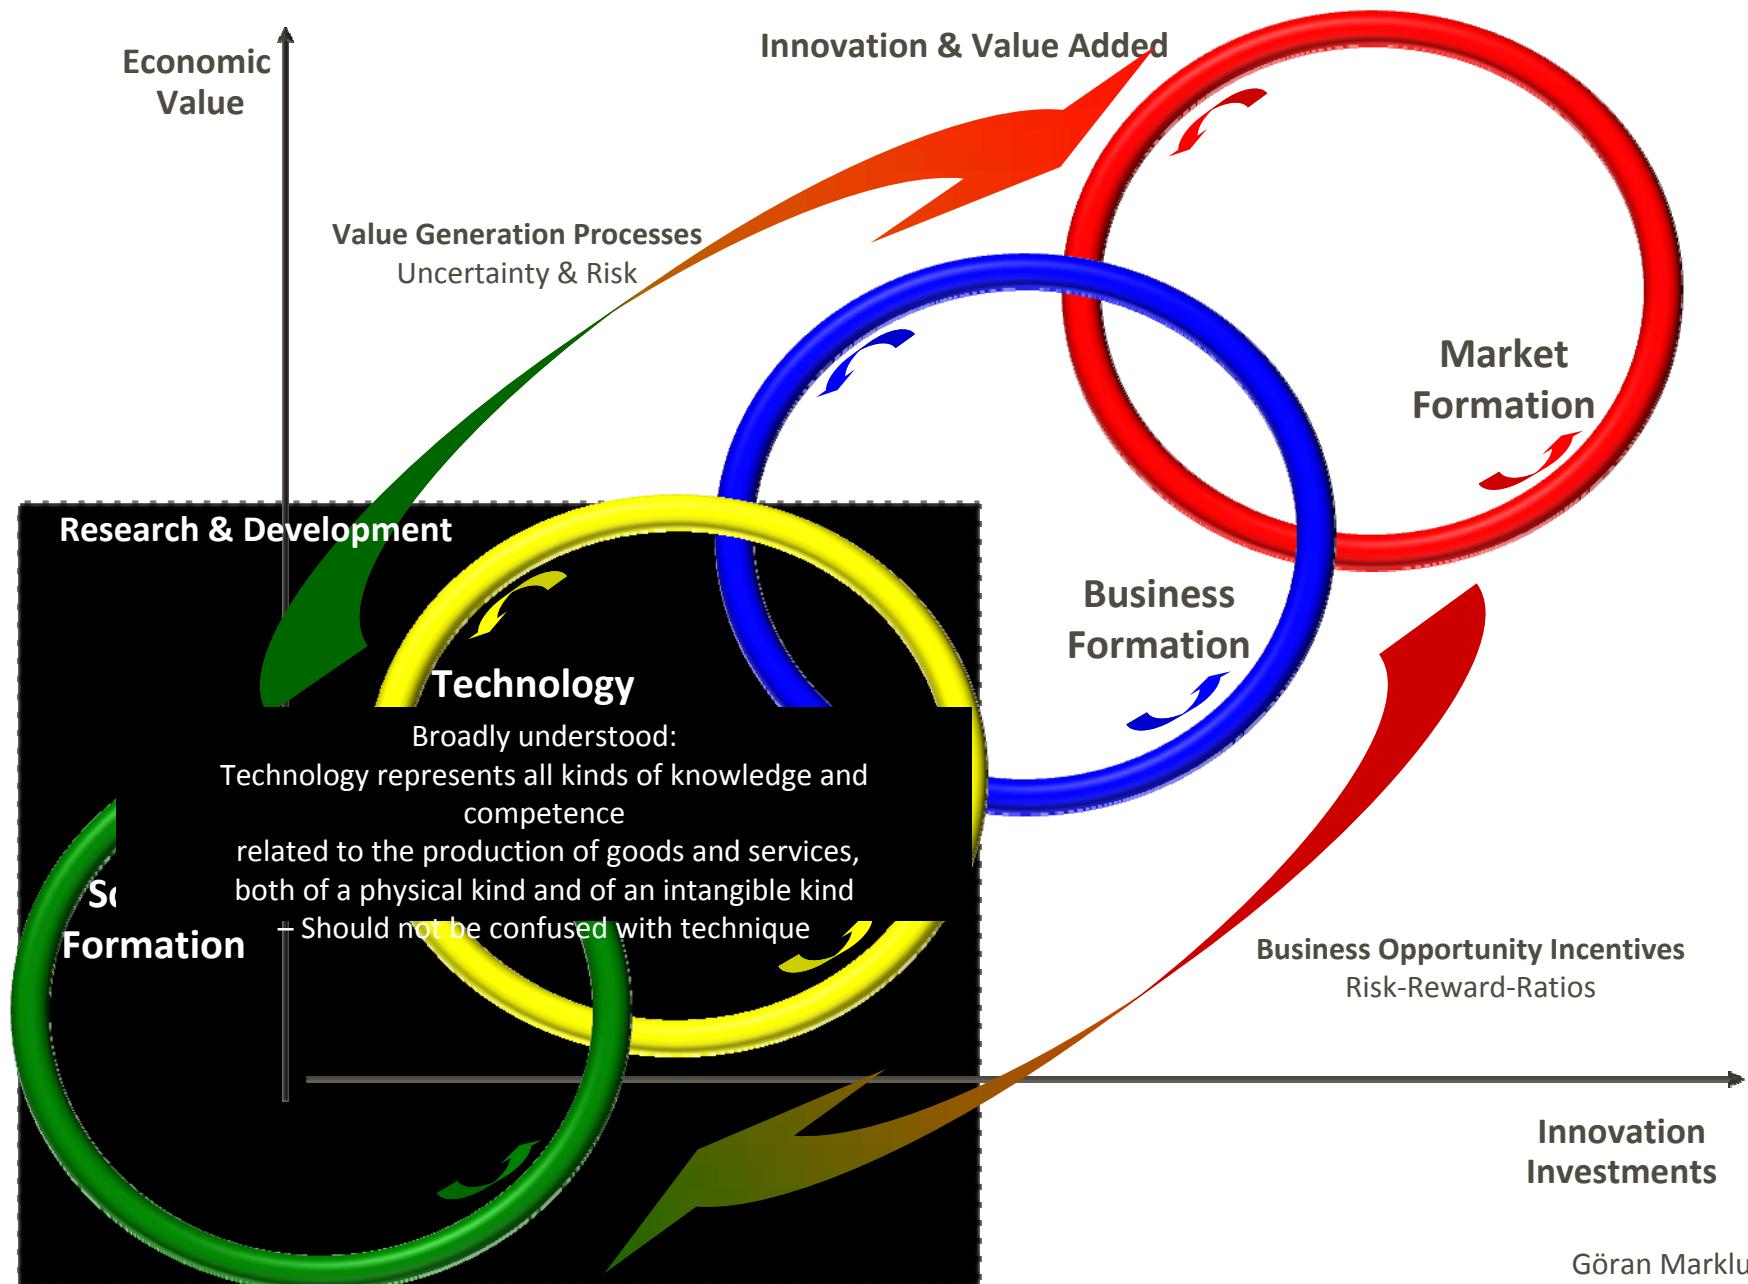 Economic
Value
Innovation & Value Added
Value Generation Processes
Uncertainty & Risk
Market
Formation
Research & Development
Business
Formation
Technology
Broadly understood:
Technology represents all kinds of knowledge and
competence
related to the production of goods and services,
both of a physical kind and of an intangible kind
– Should not be confused with technique
Formation
Business Opportunity Incentives
Risk-Reward-Ratios
Innovation
Investments
Göran